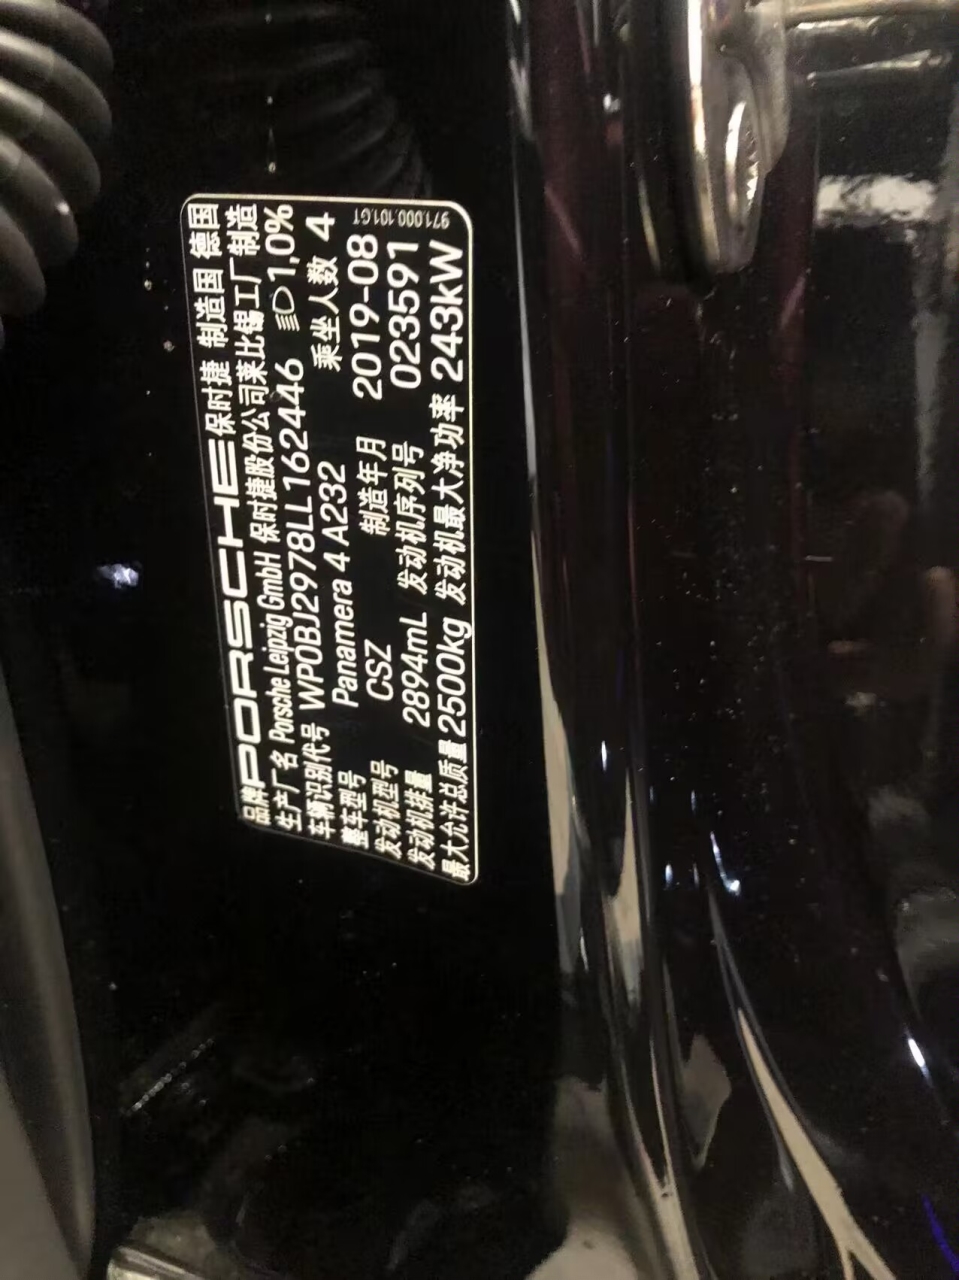 品牌 PORSCHE 保时捷 制造国 德国
生产厂名 Porsche Leipzig GmbH 保时捷股份公司莱比锡工厂制造
车辆识别代号 WP0BJ2978LL162446 1,0%
整车型号 Panamera 4 A232 乘坐人数 4
发动机型号 CSZ 制造年月 2019-08
发动机排量 2894mL 发动机序列号 023591
最大允许总质量 2500kg 发动机最大净功率 243kW
971.000.101.GT